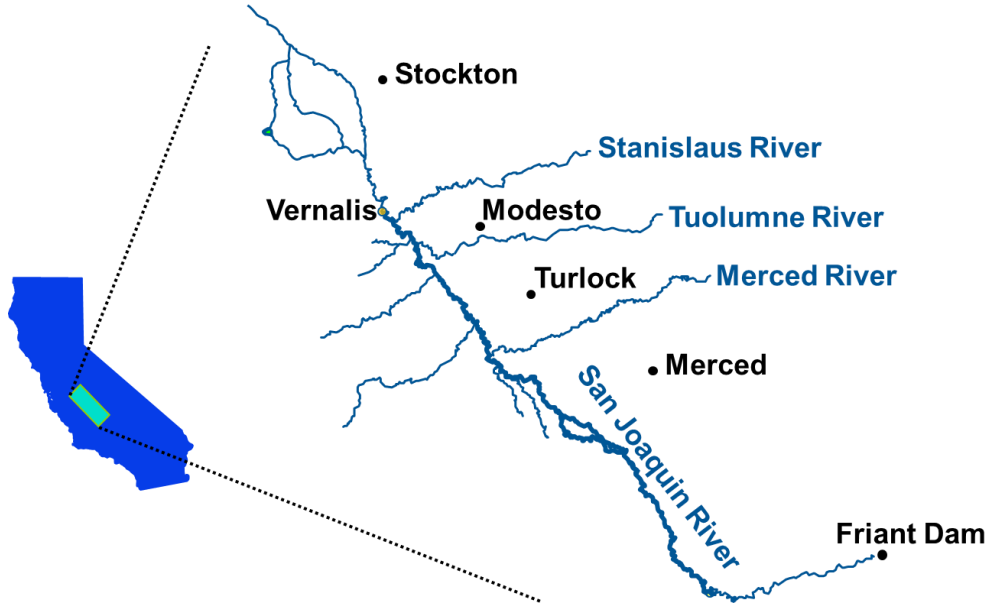 Stockton
Stanislaus River
Vernalis
Modesto
Tuolumne River
Turlock
Merced River
Merced
San Joaquin River
Friant Dam